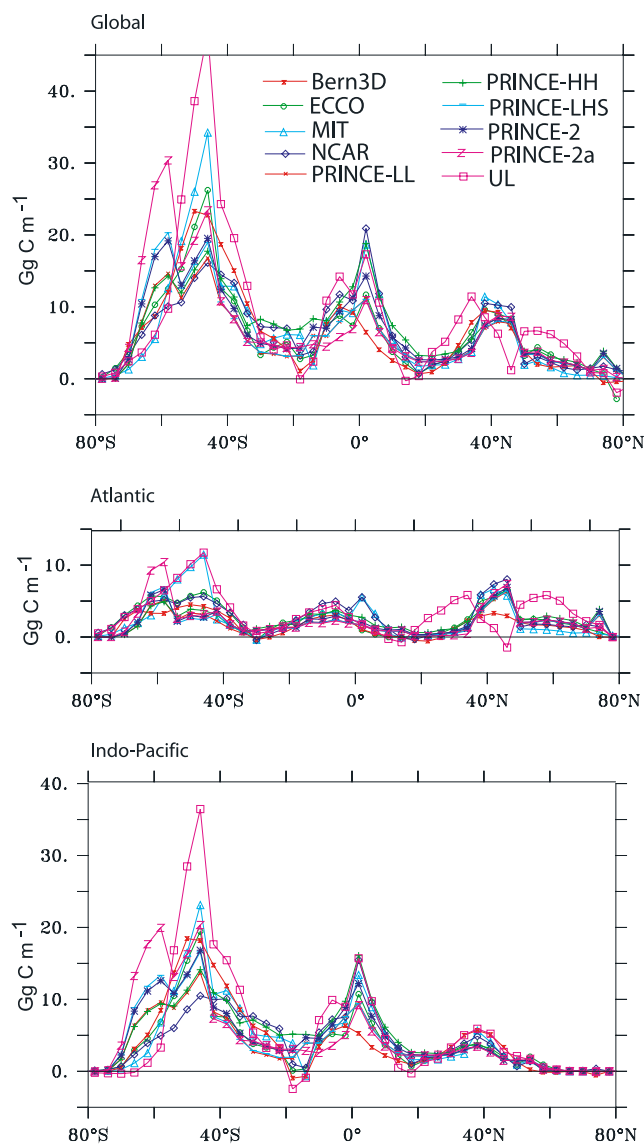 Global
40.
30.
20.
10.
0.
Gg C m⁻¹
Bern3D
ECCO
MIT
NCAR
PRINCE-LL
PRINCE-HH
PRINCE-LHS
PRINCE-2
PRINCE-2a
UL
80°S 40°S 0° 40°N 80°N
Atlantic
10.
0.
Gg C m⁻¹
80°S 40°S 0° 40°N 80°N
Indo-Pacific
40.
30.
20.
10.
0.
Gg C m⁻¹
80°S 40°S 0° 40°N 80°N